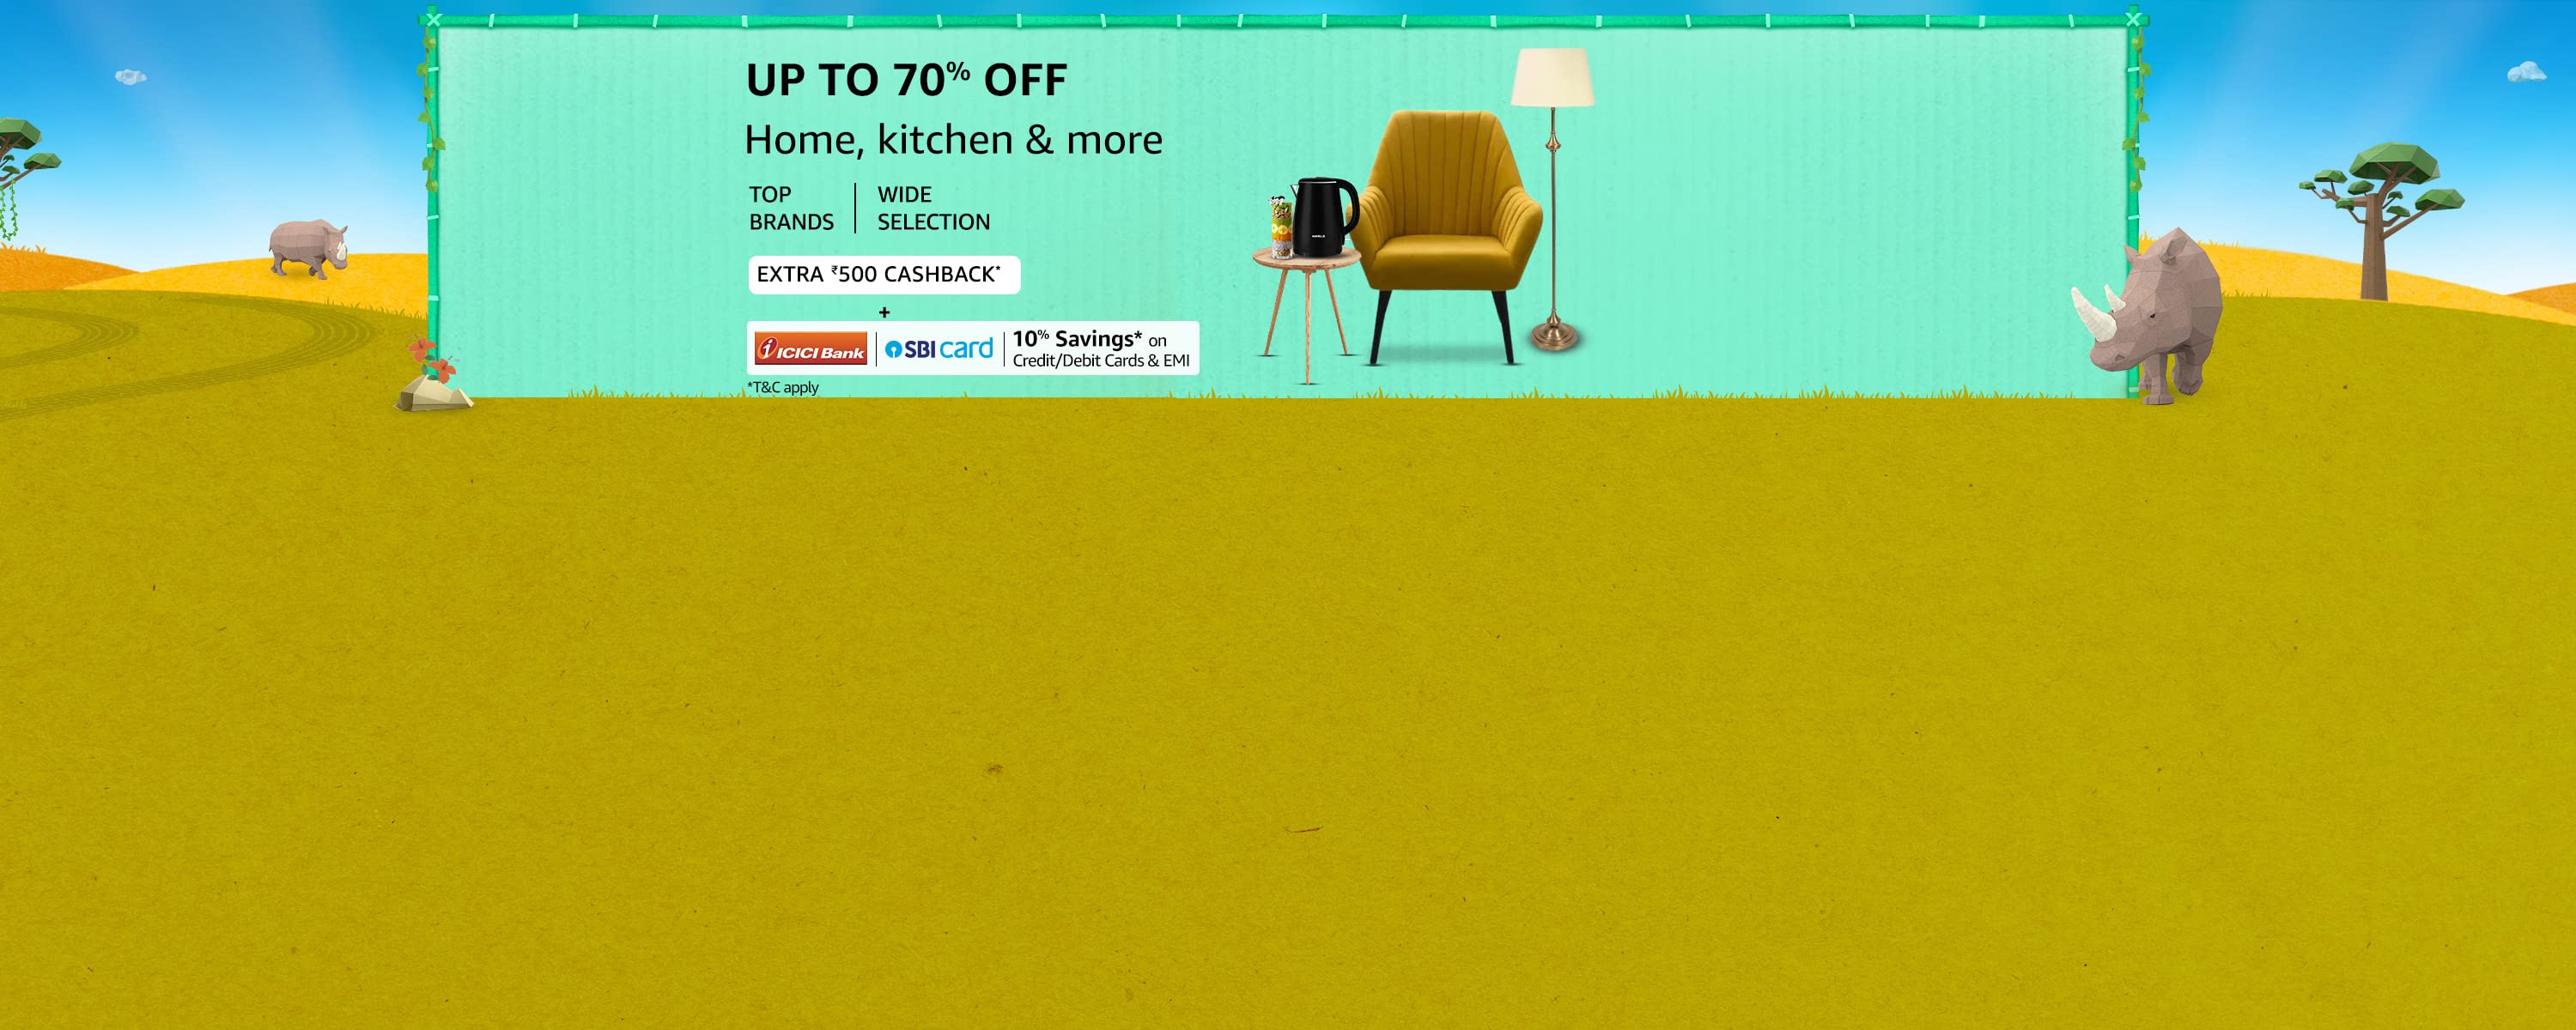 UP TO 70% OFF
Home, kitchen & more
TOP
BRANDS
WIDE
SELECTION
EXTRA ₹500 CASHBACK*
+
ICICI Bank
SBI card
10% Savings* on
Credit/Debit Cards & EMI
*T&C apply